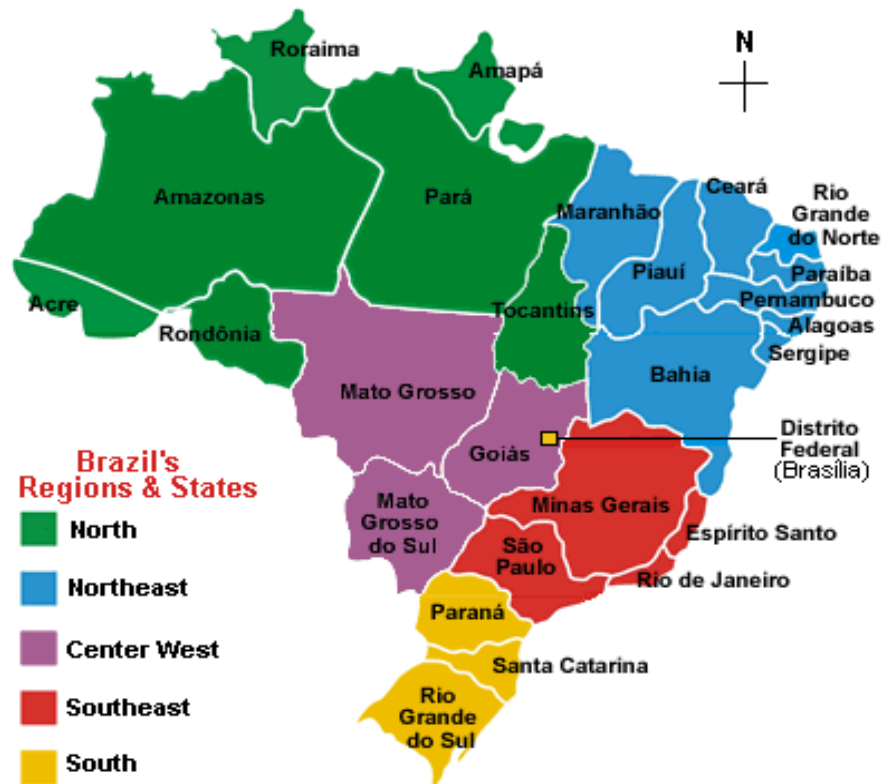 N
Roraima
Amapá
Amazonas
Pará
Maranhão
Ceará
Rio
Grande
do Norte
Piauí
Paraíba
Acre
Rondônia
Tocantins
Pernambuco
Alagoas
Sergipe
Mato Grosso
Bahia
Goiás
Distrito
Federal
(Brasília)
Mato
Grosso
do Sul
Minas Gerais
Espírito Santo
São
Paulo
Rio de Janeiro
Paraná
Santa Catarina
Rio
Grande
do Sul
Brazil's
Regions & States
North
Northeast
Center West
Southeast
South